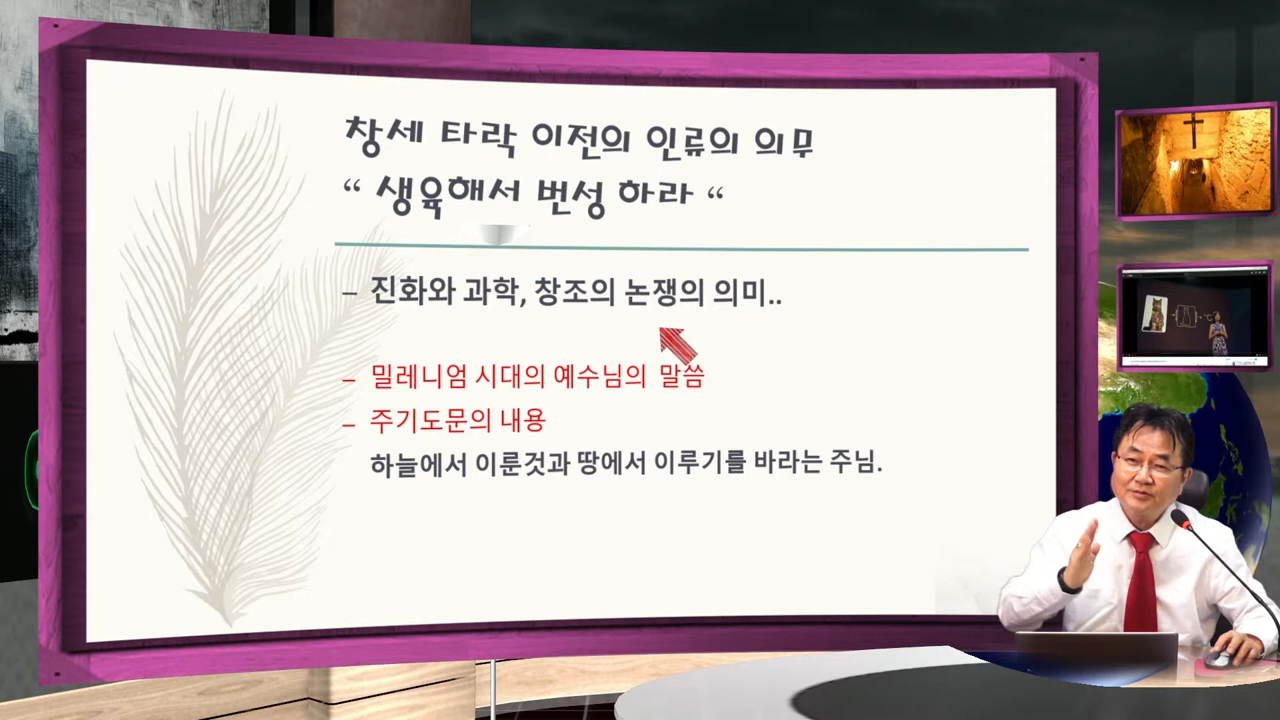 창세 타락 이전의 인류의 의무
“ 생육해서 번성 하라 “
– 진화와 과학, 창조의 논쟁의 의미..
– 밀레니엄 시대의 예수님의 말씀
– 주기도문의 내용
하늘에서 이룬것과 땅에서 이루기를 바라는 주님.